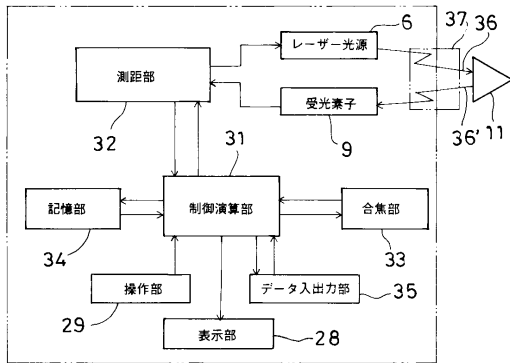 6
37
36
レーザー光源
測距部
受光素子
32
9
36'
11
31
記憶部
制御演算部
合焦部
34
33
操作部
データ入出力部
29
35
表示部
28